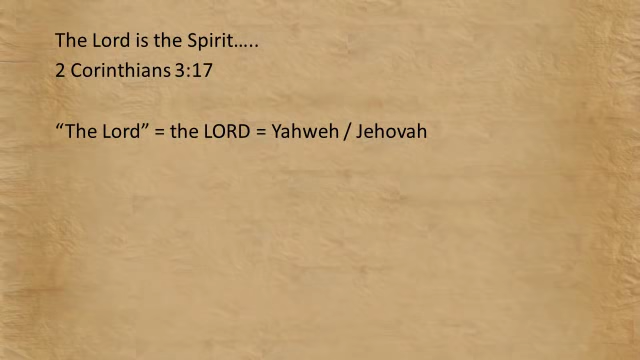 The Lord is the Spirit…..
2 Corinthians 3:17
“The Lord” = the LORD = Yahweh / Jehovah